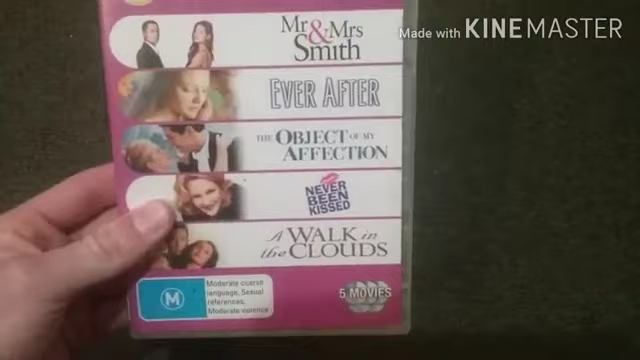 Made with KINEMASTER
Mr & Mrs
Smith
EVER AFTER
THE OBJECT OF MY
AFFECTION
NEVER
BEEN
KISSED
A WALK in
the CLOUDS
M
Moderate coarse
language, Sexual
references,
Moderate violence
5 MOVIES